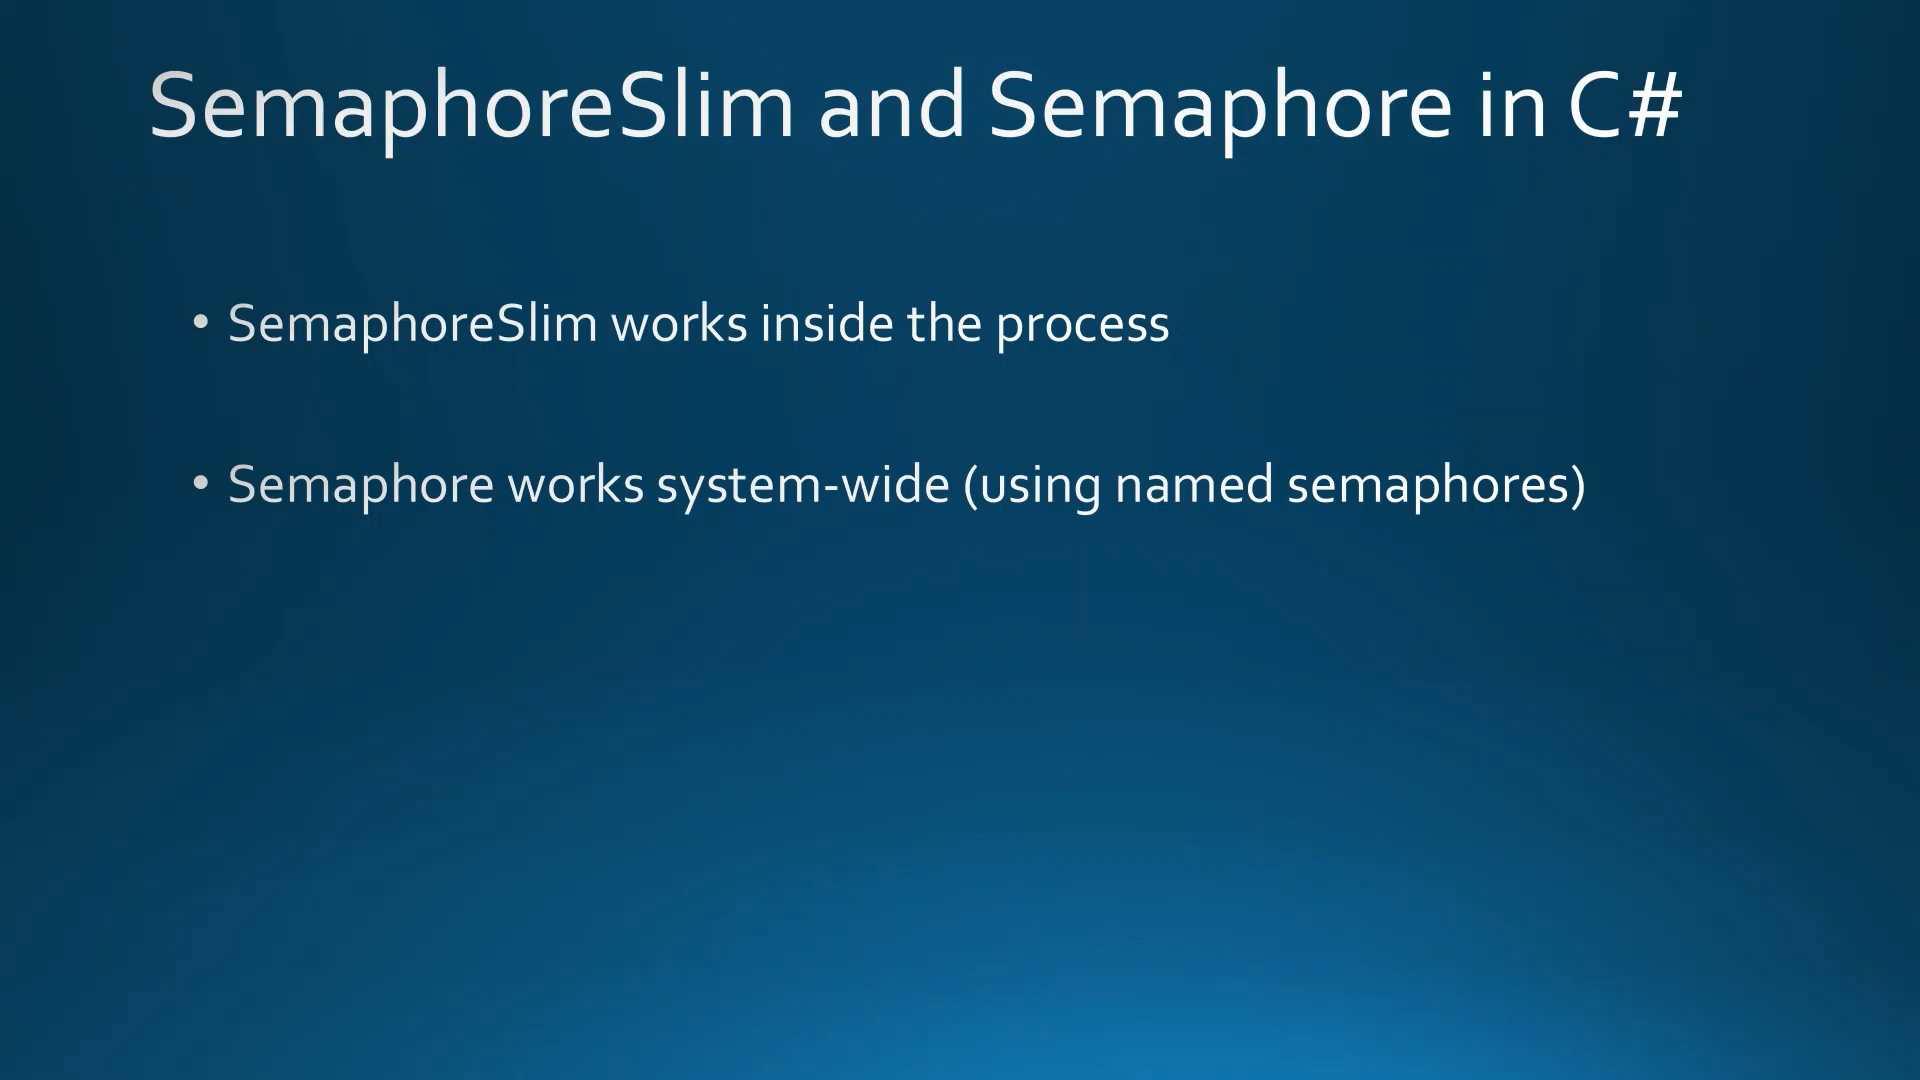 SemaphoreSlim and Semaphore in C#
• SemaphoreSlim works inside the process
• Semaphore works system-wide (using named semaphores)